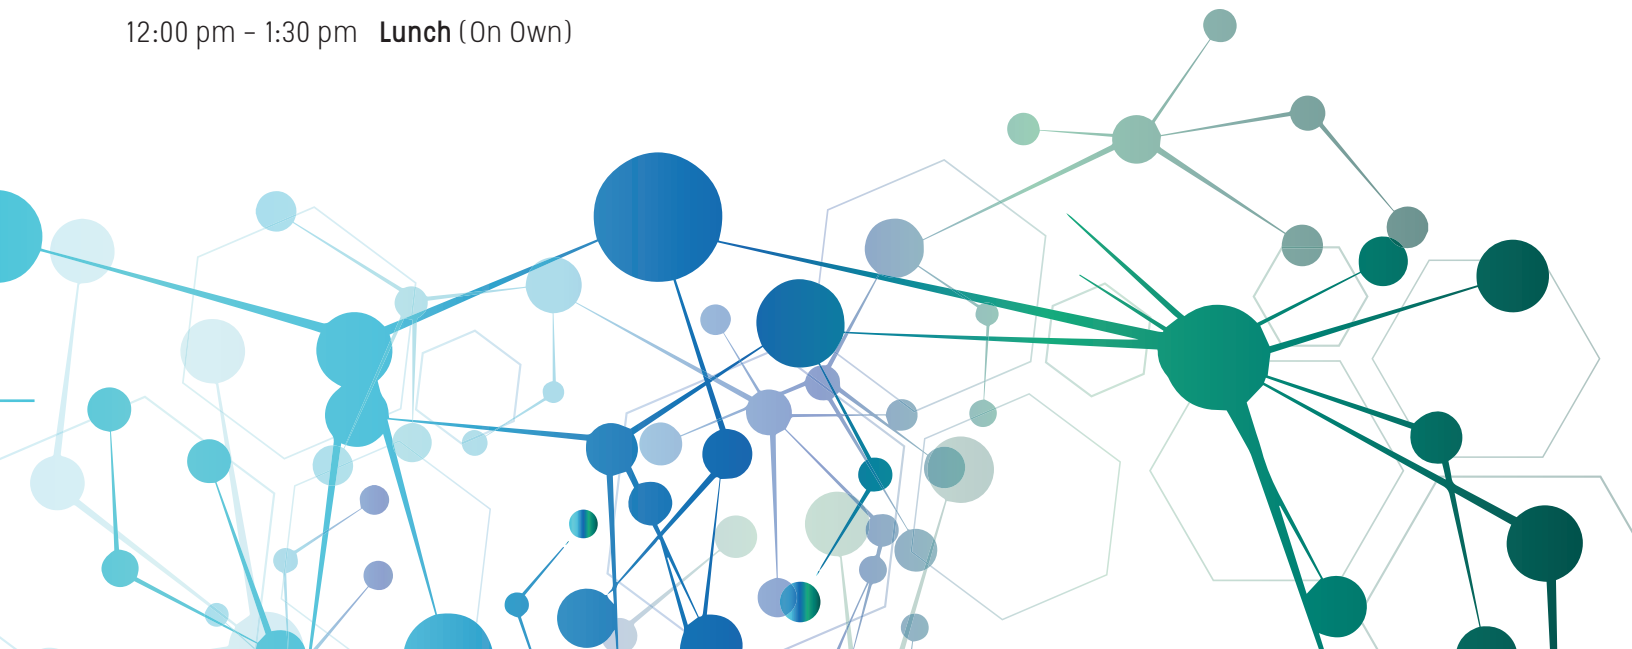 12:00 pm – 1:30 pm Lunch (On Own)